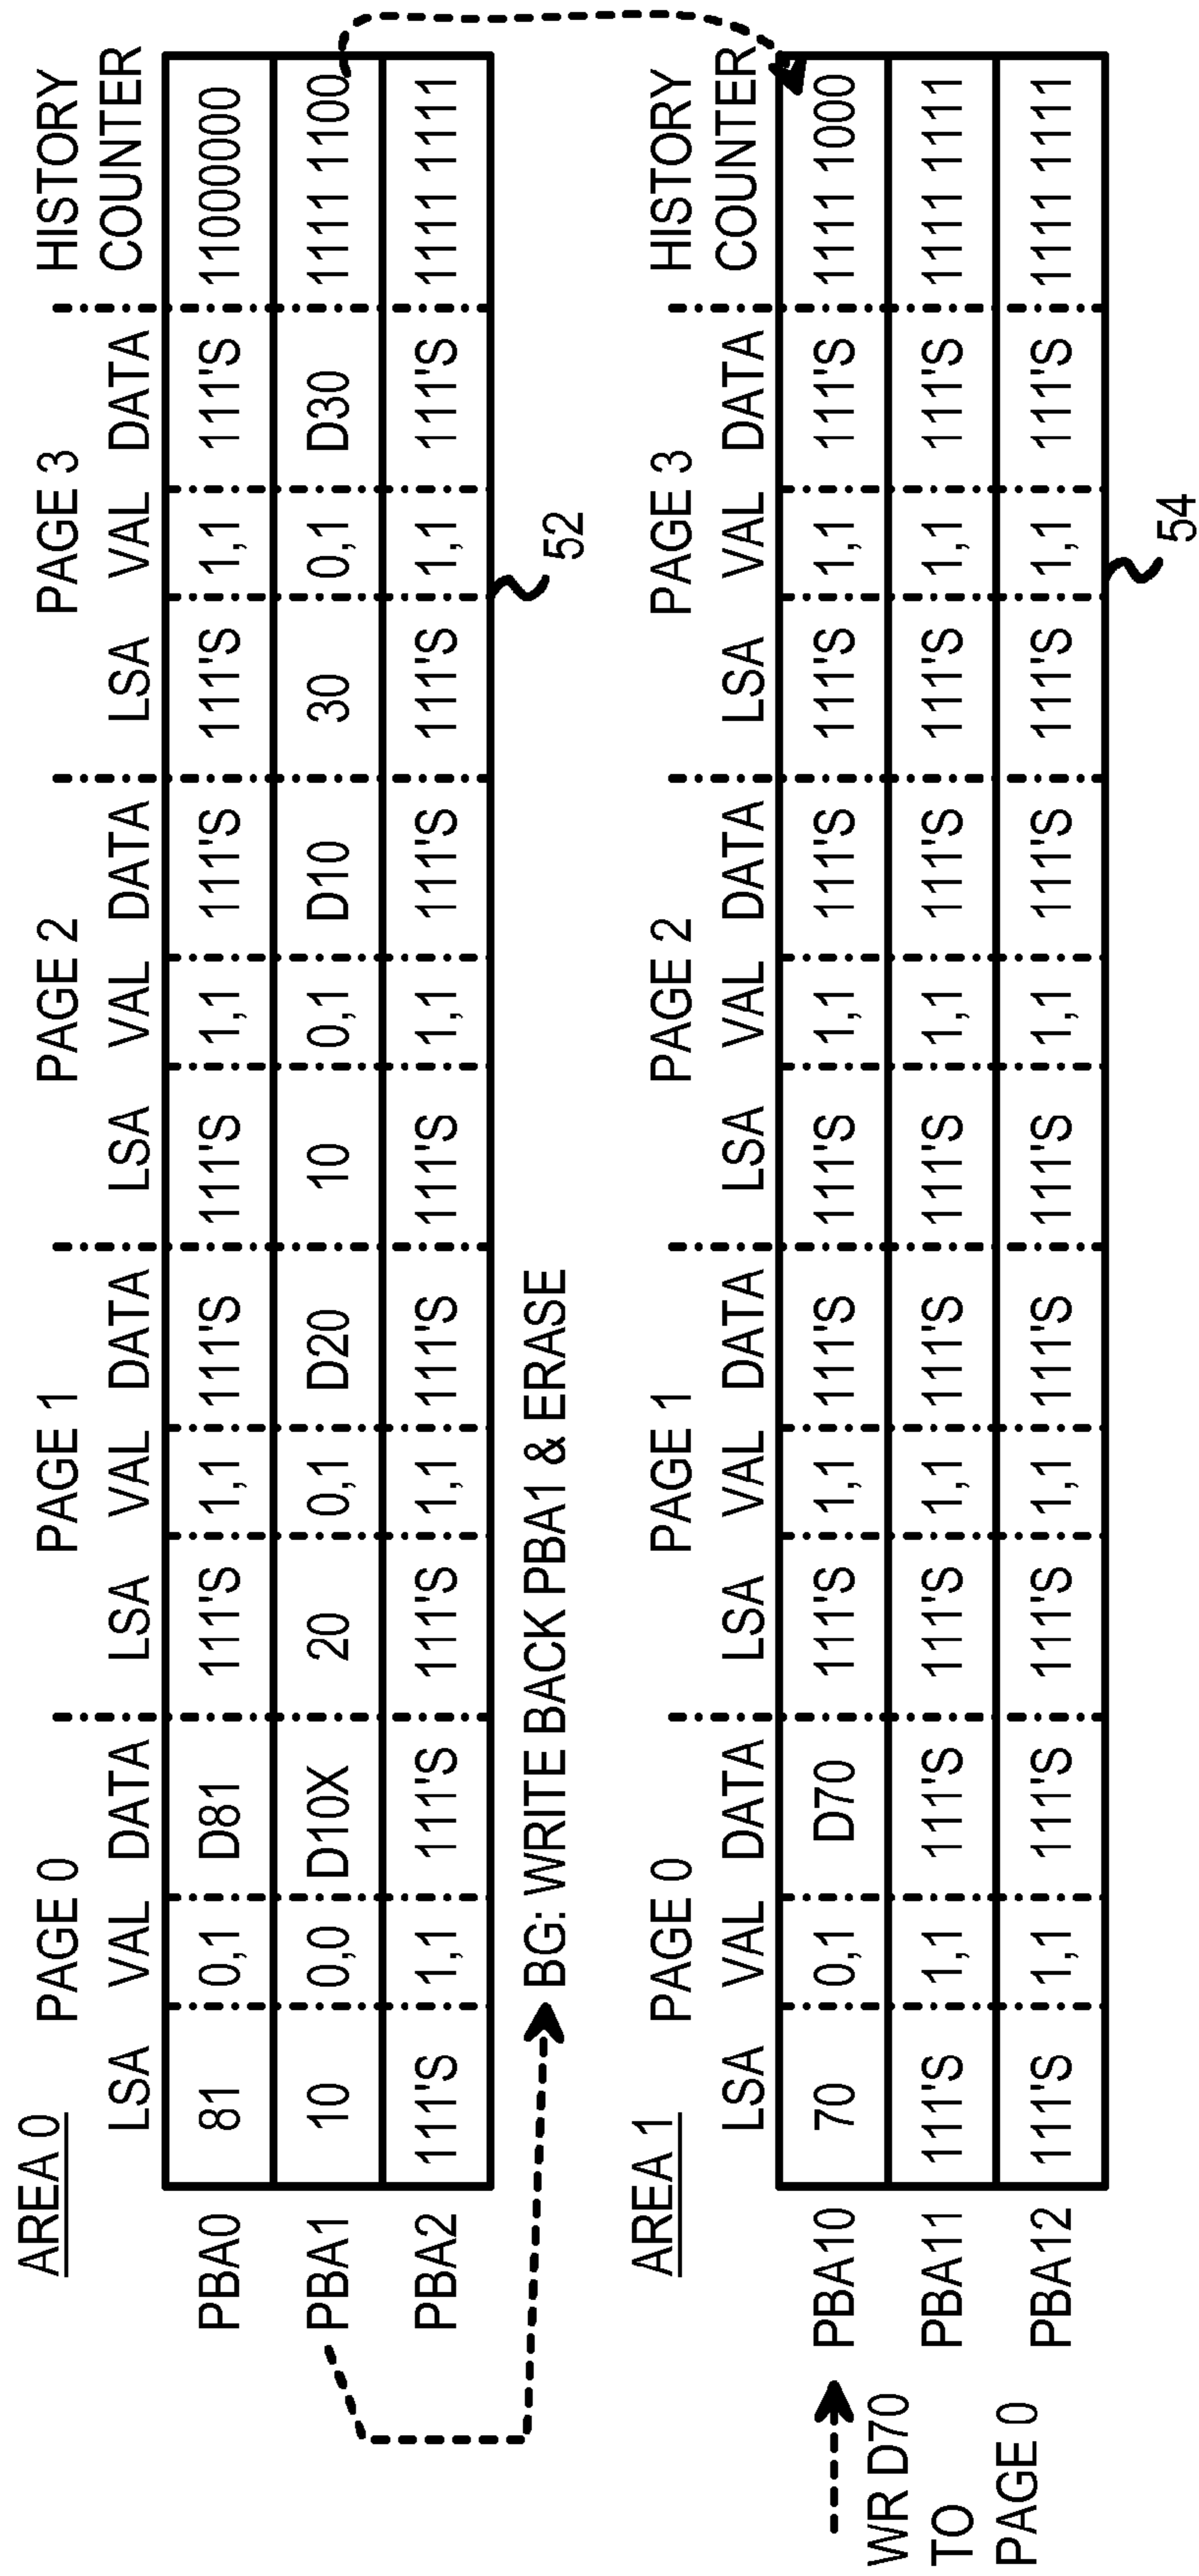 AREA 0
PAGE 0 PAGE 1 PAGE 2 PAGE 3 HISTORY
LSA VAL DATA LSA VAL DATA LSA VAL DATA LSA VAL DATA COUNTER
PBA0 81 0,1 D81 111'S 1,1 111'S 111'S 1,1 111'S 111'S 1,1 111'S 11000000
PBA1 10 0,0 D10X 20 0,1 D20 10 0,1 D10 30 0,1 D30 1111 1100
PBA2 111'S 1,1 111'S 111'S 1,1 111'S 111'S 1,1 111'S 111'S 1,1 111'S 1111 1111
BG: WRITE BACK PBA1 & ERASE
52
AREA 1
PAGE 0 PAGE 1 PAGE 2 PAGE 3 HISTORY
LSA VAL DATA LSA VAL DATA LSA VAL DATA LSA VAL DATA COUNTER
PBA10 70 0,1 D70 111'S 1,1 111'S 111'S 1,1 111'S 111'S 1,1 111'S 1111 1000
PBA11 111'S 1,1 111'S 111'S 1,1 111'S 111'S 1,1 111'S 111'S 1,1 111'S 1111 1111
PBA12 111'S 1,1 111'S 111'S 1,1 111'S 111'S 1,1 111'S 111'S 1,1 111'S 1111 1111
WR D70
TO
PAGE 0
54